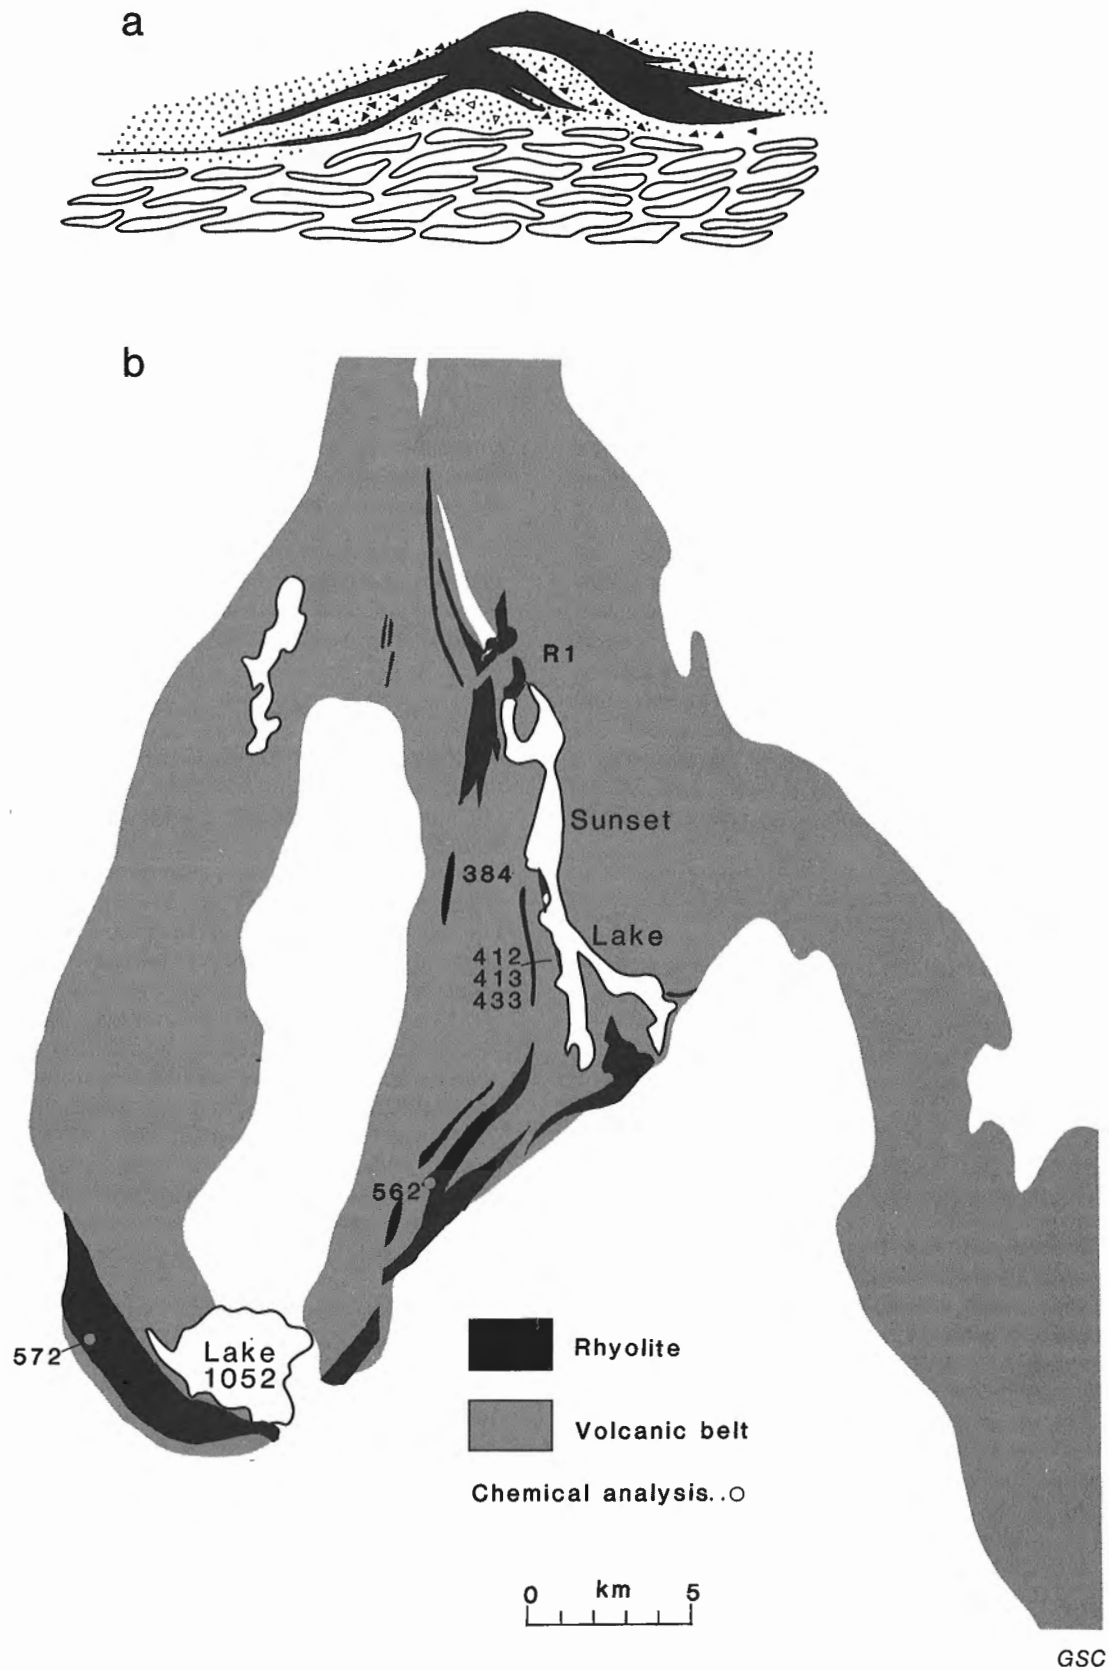 a
b
R1
Sunset
384
Lake
412
413
433
562
572
Lake
1052
Rhyolite
Volcanic belt
Chemical analysis..o
0 km 5
GSC